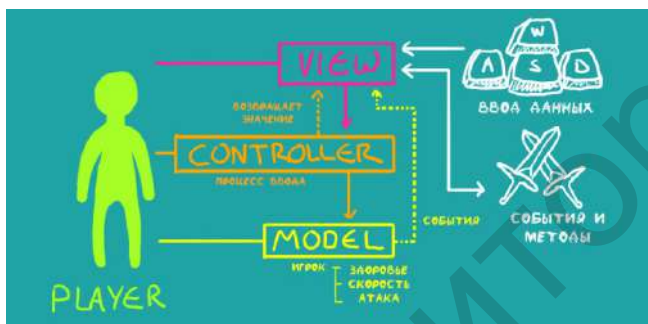 VIEW
W
A S D
ВВОД ДАННЫХ
ВОЗВРАЩАЕТ
ЗНАЧЕНИЕ
CONTROLLER
ПРОЦЕСС ВВОДА
СОБЫТИЯ И
МЕТОДЫ
СОБЫТИЯ
MODEL
ИГРОК
ЗДОРОВЬЕ
СКОРОСТЬ
АТАКА
PLAYER